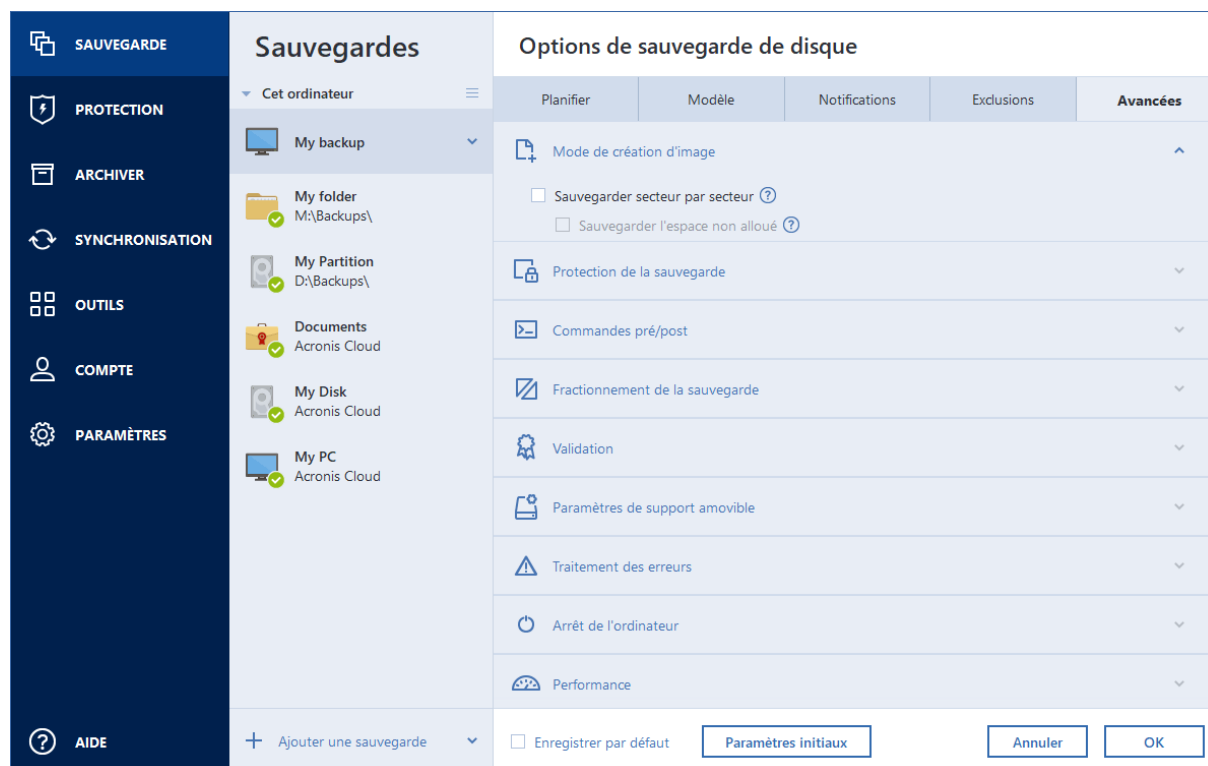 SAUVEGARDE
PROTECTION
ARCHIVER
SYNCHRONISATION
OUTILS
COMPTE
PARAMÈTRES
AIDE
Sauvegardes
Cet ordinateur
My backup
My folder
M:\Backups\
My Partition
D:\Backups\
Documents
Acronis Cloud
My Disk
Acronis Cloud
My PC
Acronis Cloud
Ajouter une sauvegarde
Options de sauvegarde de disque
Planifier Modèle Notifications Exclusions Avancées
Mode de création d'image
Sauvegarder secteur par secteur ?
Sauvegarder l'espace non alloué ?
Protection de la sauvegarde
Commandes pré/post
Fractionnement de la sauvegarde
Validation
Paramètres de support amovible
Traitement des erreurs
Arrêt de l'ordinateur
Performance
Enregistrer par défaut Paramètres initiaux Annuler OK